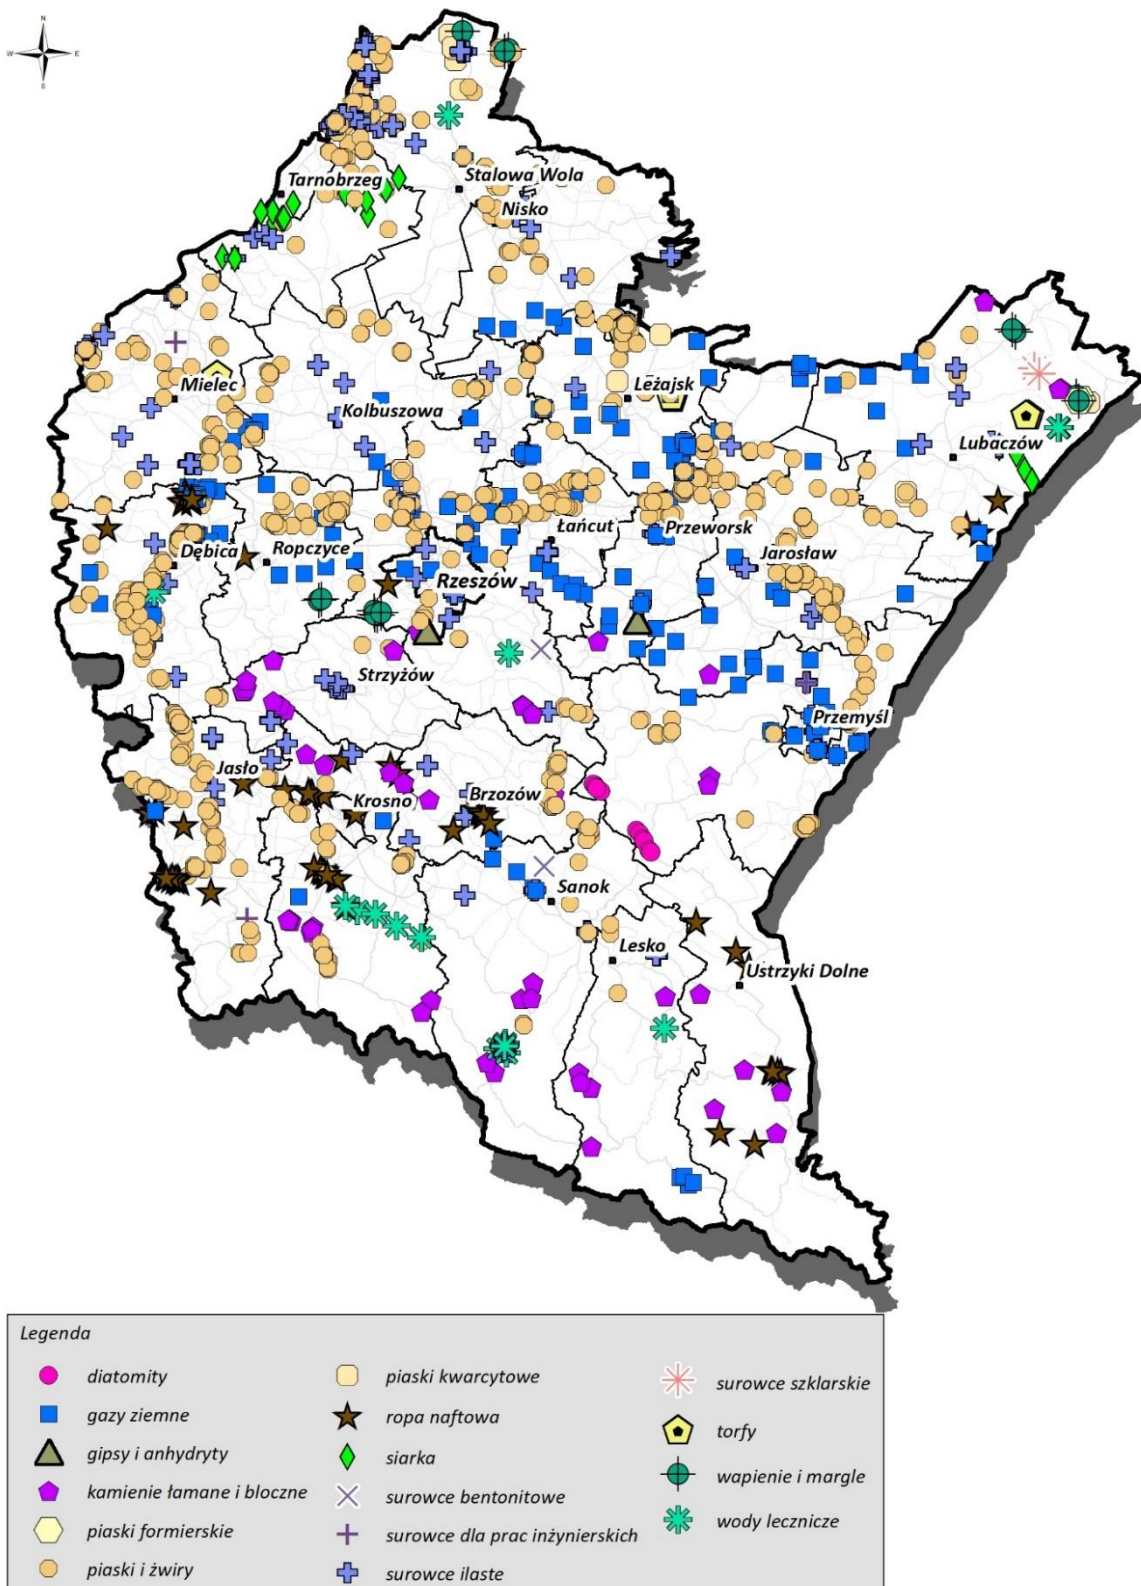 N
W E
S
Tarnobrzeg
Stalowa Wola
Nisko
Mielec
Kolbuszowa
Leżajsk
Lubaczów
Dębica
Ropczyce
Łańcut
Przeworsk
Jarosław
Rzeszów
Strzyżów
Przemyśl
Jasło
Krosno
Brzozów
Sanok
Lesko
Ustrzyki Dolne
Legenda
diatomity
gazy ziemne
gipsy i anhydryty
kamienie łamane i bloczne
piaski formierskie
piaski i żwiry
piaski kwarcytowe
ropa naftowa
siarka
surowce bentonitowe
surowce dla prac inżynierskich
surowce ilaste
surowce szklarskie
torfy
wapienie i margle
wody lecznicze